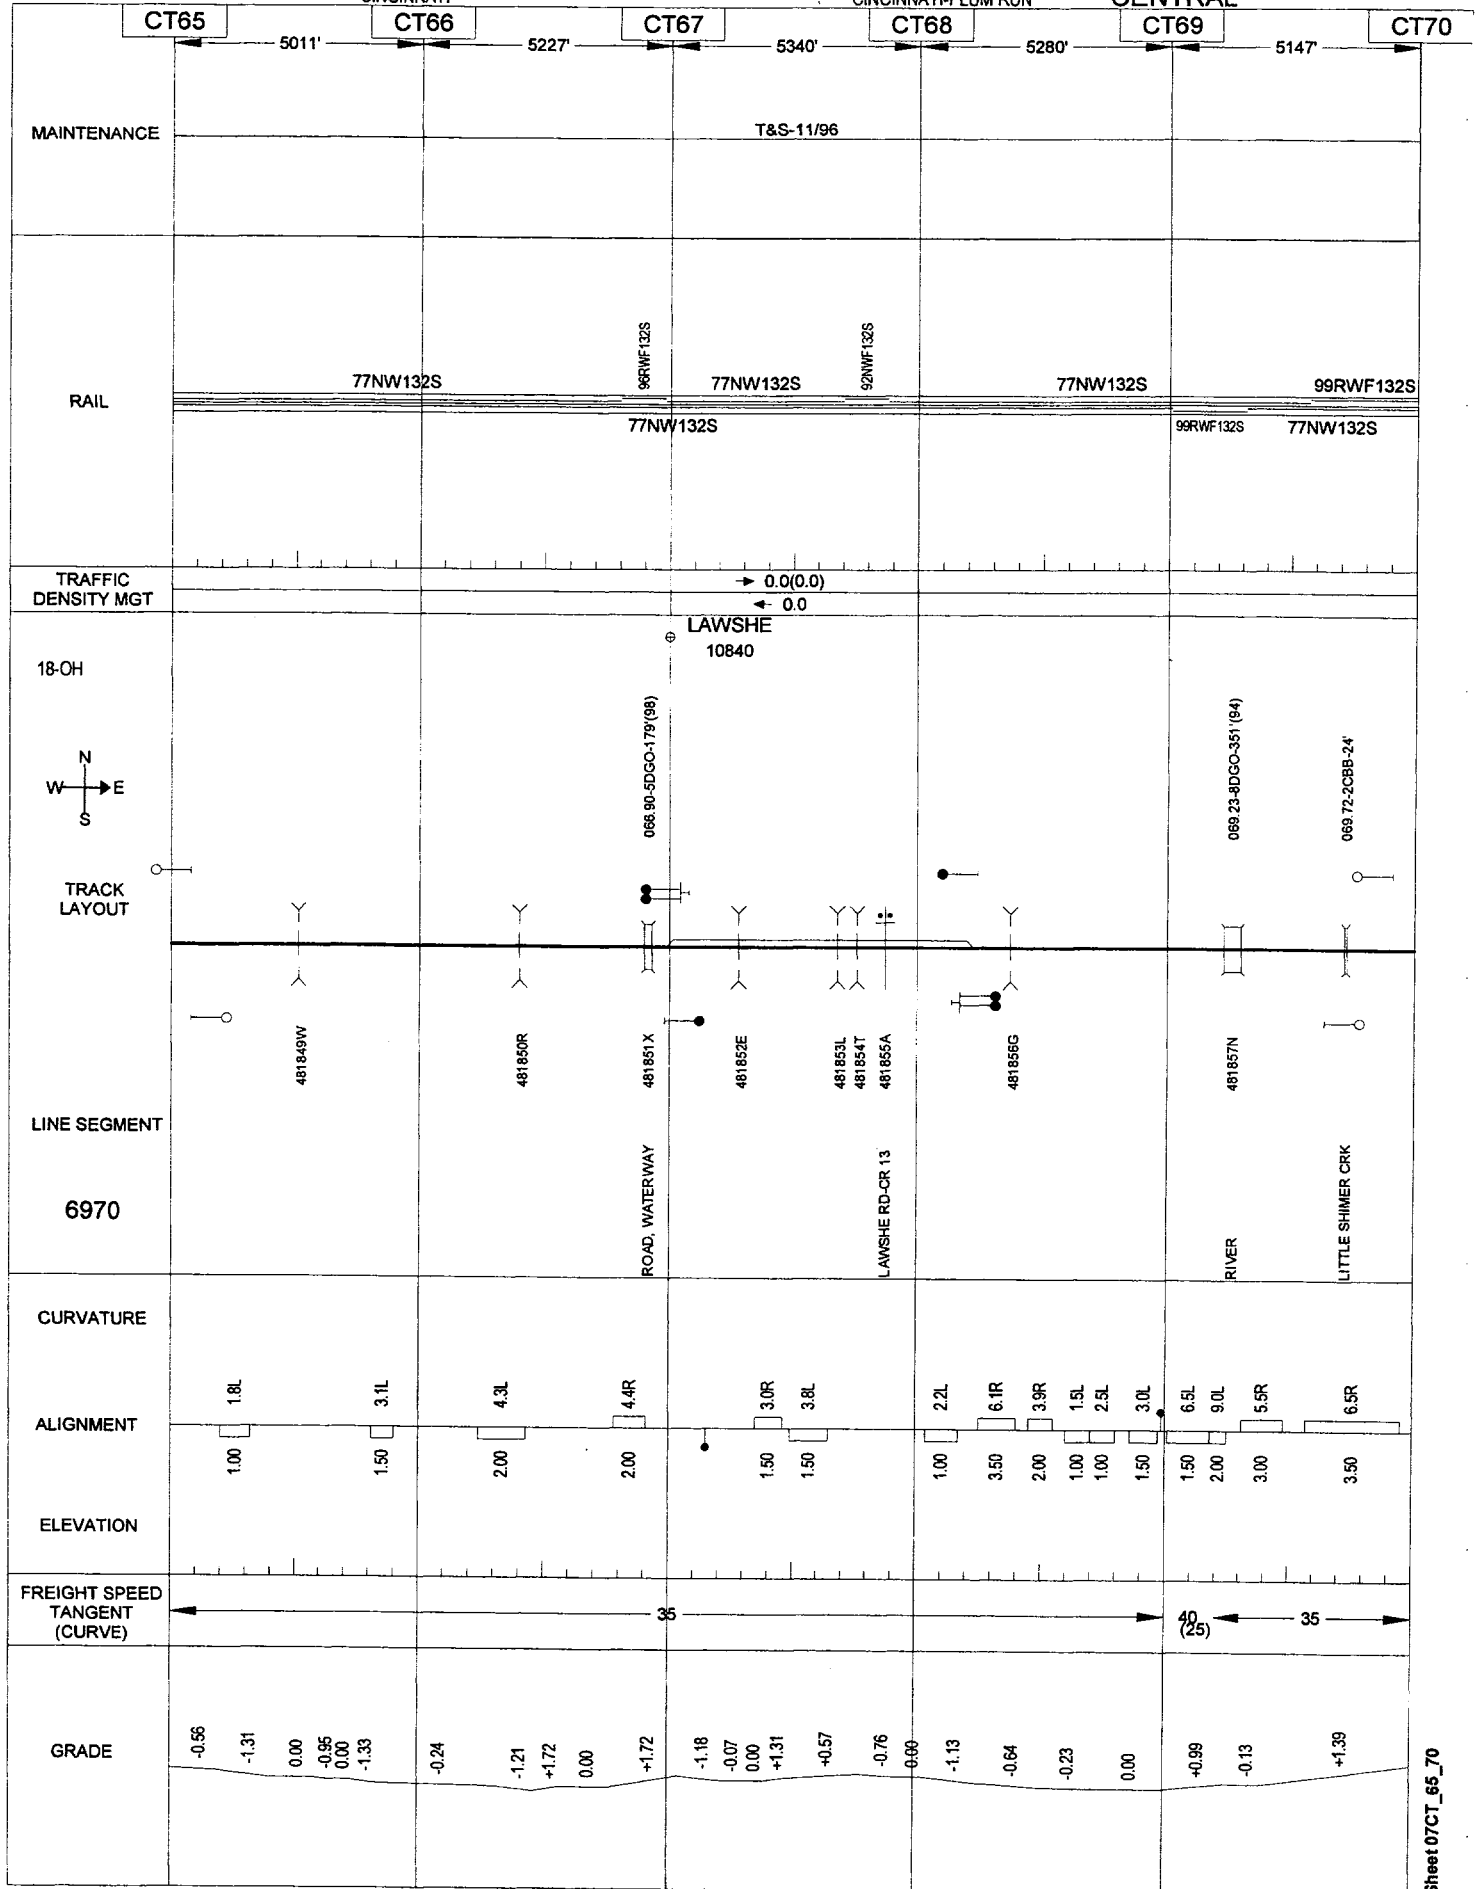 CINCINNATI-PLUM RUN
CENTRAL
CT65
CT66
CT67
CT68
CT69
CT70
5011'
5227'
5340'
5280'
5147'
MAINTENANCE
T&S-11/96
RAIL
77NW132S
96RWF132S
77NW132S
92NWF132S
77NW132S
99RWF132S
77NW132S
99RWF132S
77NW132S
TRAFFIC
DENSITY MGT
→ 0.0(0.0)
← 0.0
LAWSHE
10840
18-OH
N
W E
S
066.90-5DGO-179'(98)
069.23-8DGO-351'(94)
069.72-2CBB-24'
TRACK
LAYOUT
481849W
481850R
481851X
481852E
481853L
481854T
481855A
481856G
481857N
LINE SEGMENT
6970
ROAD, WATERWAY
LAWSHE RD-CR 13
RIVER
LITTLE SHIMER CRK
CURVATURE
1.8L
3.1L
4.3L
4.4R
3.0R
3.8L
2.2L
6.1R
3.9R
1.5L
2.5L
3.0L
6.5L
9.0L
5.5R
6.5R
ALIGNMENT
1.00
1.50
2.00
2.00
1.50
1.50
1.00
3.50
2.00
1.00
1.00
1.50
1.50
2.00
3.00
3.50
ELEVATION
FREIGHT SPEED
TANGENT
(CURVE)
35
40
(25)
35
GRADE
-0.56
-1.31
0.00
-0.95
0.00
-1.33
-0.24
-1.21
+1.72
0.00
+1.72
-1.18
-0.07
0.00
+1.31
+0.57
-0.76
0.00
-1.13
-0.64
-0.23
0.00
+0.99
-0.13
+1.39
Sheet 07CT_65_70